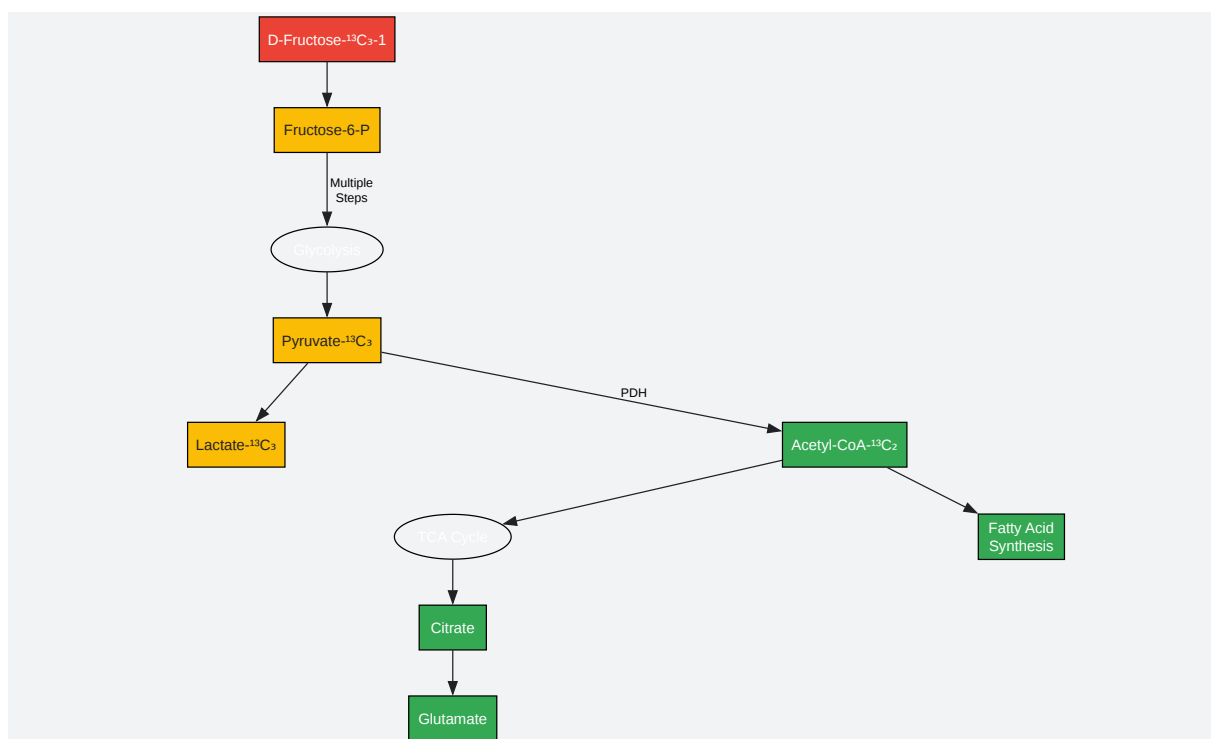 D-Fructose-¹³C₃-1
Fructose-6-P
Multiple
Steps
Glycolysis
Pyruvate-¹³C₃
PDH
Lactate-¹³C₃
Acetyl-CoA-¹³C₂
Fatty Acid
Synthesis
TCA Cycle
Citrate
Glutamate